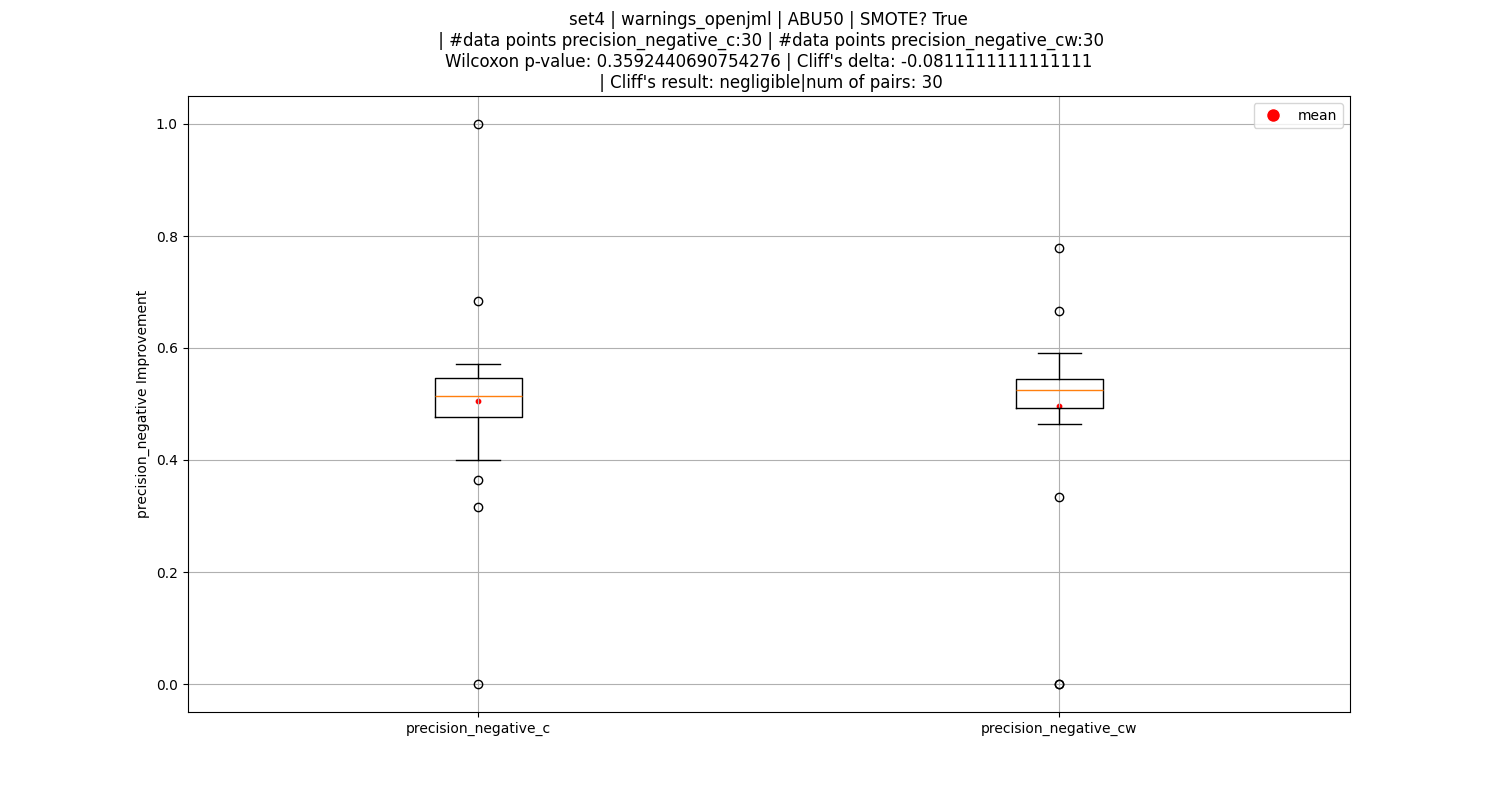 set4 | warnings_openjml | ABU50 | SMOTE? True
| #data points precision_negative_c:30 | #data points precision_negative_cw:30
Wilcoxon p-value: 0.3592440690754276 | Cliff's delta: -0.0811111111111111
| Cliff's result: negligible|num of pairs: 30
mean
1.0
0.8
0.6
0.4
0.2
0.0
precision_negative Improvement
precision_negative_c
precision_negative_cw